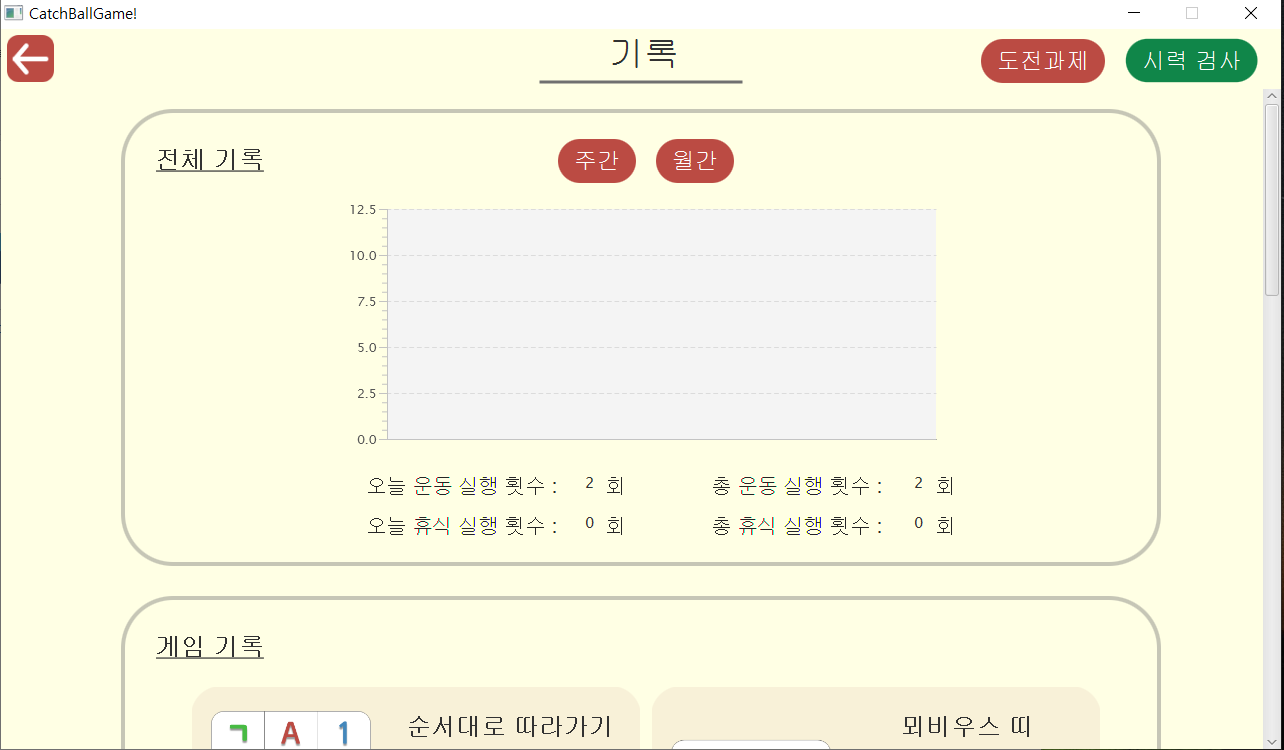 CatchBallGame!
기록
도전과제 시력 검사
전체 기록
주간 월간
12.5
10.0
7.5
5.0
2.5
0.0
오늘 운동 실행 횟수 : 2 회 총 운동 실행 횟수 : 2 회
오늘 휴식 실행 횟수 : 0 회 총 휴식 실행 횟수 : 0 회
게임 기록
ㄱ A 1 순서대로 따라가기 뫼비우스 띠